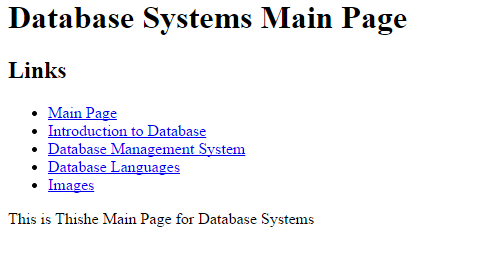 Database Systems Main Page
Links
Main Page
Introduction to Database
Database Management System
Database Languages
Images
This is Thishe Main Page for Database Systems